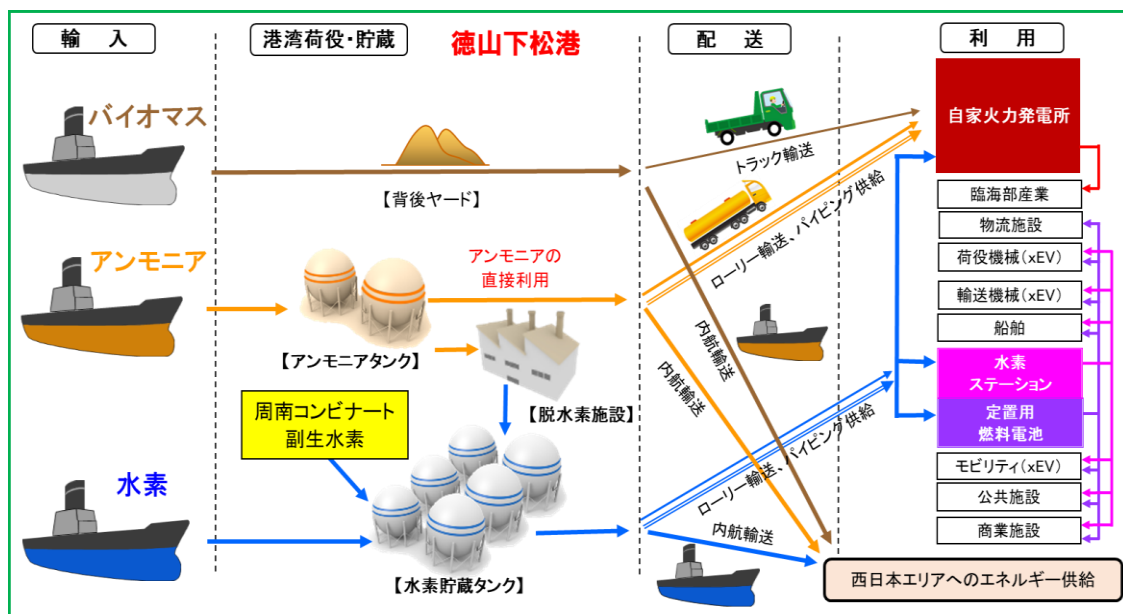 輸　入
港湾荷役・貯蔵
徳山下松港
配　送
利　用
バイオマス
【背後ヤード】
トラック輸送
自家火力発電所
臨海部産業
物流施設
荷役機械(xEV)
輸送機械(xEV)
船舶
水素
ステーション
定置用
燃料電池
モビリティ(xEV)
公共施設
商業施設
アンモニア
アンモニアの
直接利用
【アンモニアタンク】
【脱水素施設】
ローリー輸送、パイピング供給
内航輸送
内航輸送
周南コンビナート
副生水素
水素
【水素貯蔵タンク】
ローリー輸送、パイピング供給
内航輸送
西日本エリアへのエネルギー供給